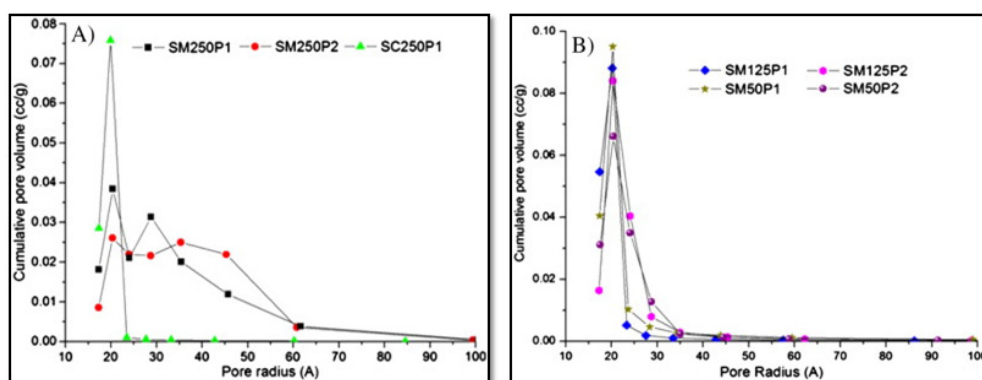 A)
SM250P1 SM250P2 SC250P1
Cumulative pore volume (cc/g)
0.08
0.07
0.06
0.05
0.04
0.03
0.02
0.01
0.00
10 20 30 40 50 60 70 80 90 100
Pore radius (A)
B)
SM125P1 SM125P2
SM50P1 SM50P2
Cumulative pore volume (cc/g)
0.10
0.08
0.06
0.04
0.02
0.00
10 20 30 40 50 60 70 80 90 100
Pore Radius (A)